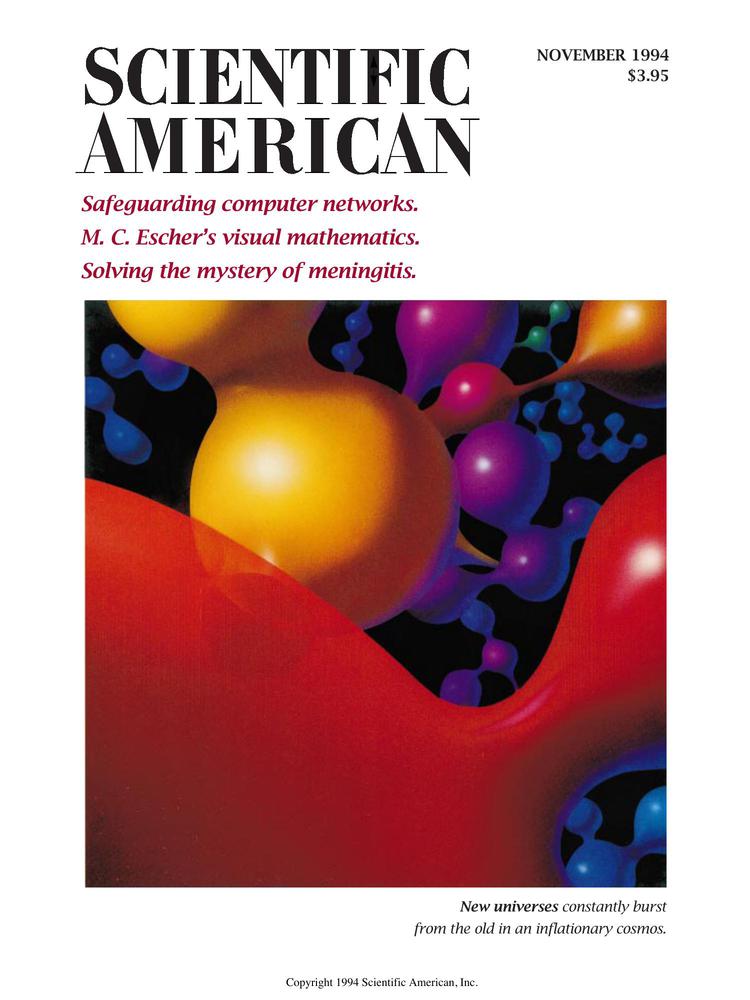 SCIENTIFIC
AMERICAN
NOVEMBER 1994
$3.95
Safeguarding computer networks.
M. C. Escher’s visual mathematics.
Solving the mystery of meningitis.
New universes constantly burst
from the old in an inflationary cosmos.
Copyright 1994 Scientific American, Inc.